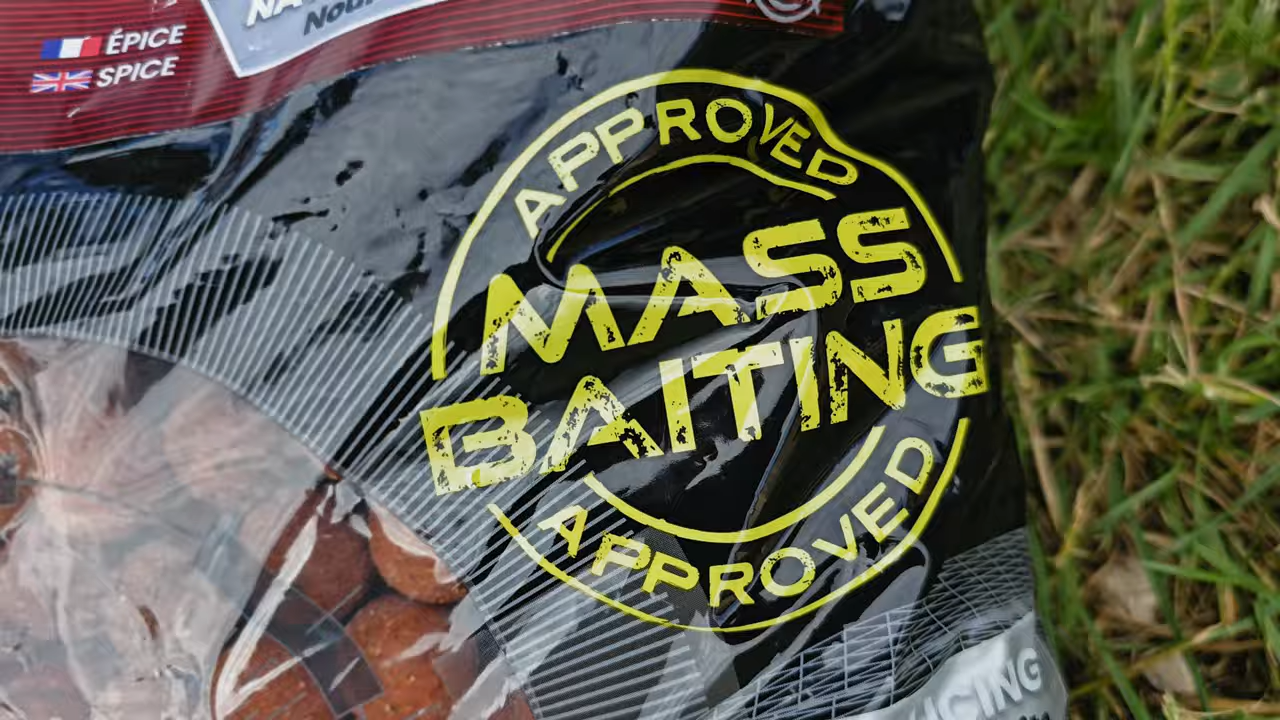 ÉPICE
SPICE
APPROVED
MASS
BAITING
APPROVED